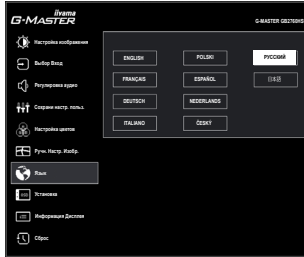 iiyama
G-MASTER
G-MASTER GB2760HSU
Настройка изображения
Выбор Вход
Регулировка аудио
Сохрани настр. польз.
Настройка цветов
Ручн. Настр. Изобр.
Язык
Установка
Информация Дисплея
Сброс
ENGLISH
POLSKI
РУССКИЙ
FRANÇAIS
ESPAÑOL
日本語
DEUTSCH
NEDERLANDS
ITALIANO
ČESKÝ